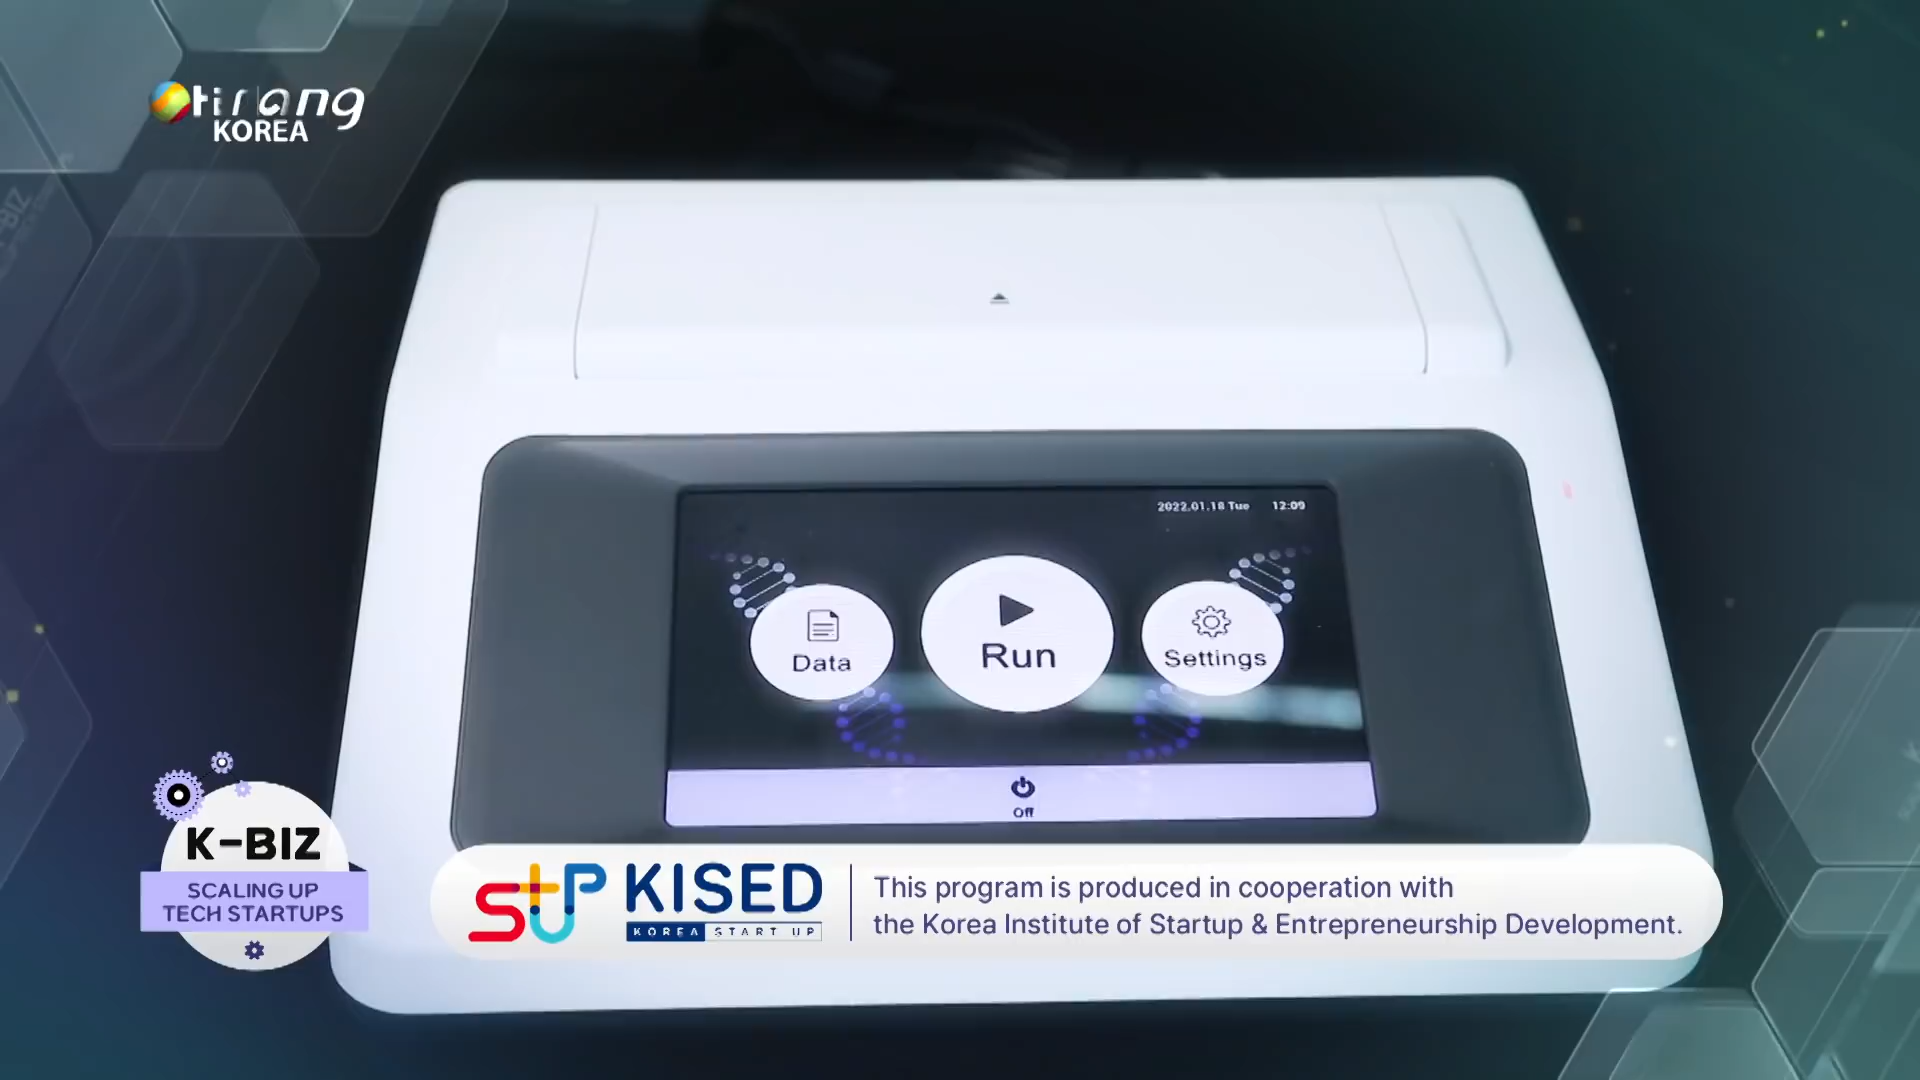 arirang
KOREA
2022.01.18 Tue 12:09
Data
Run
Settings
Off
K-BIZ
SCALING UP
TECH STARTUPS
STUP KISED
KOREA START UP
This program is produced in cooperation with
the Korea Institute of Startup & Entrepreneurship Development.